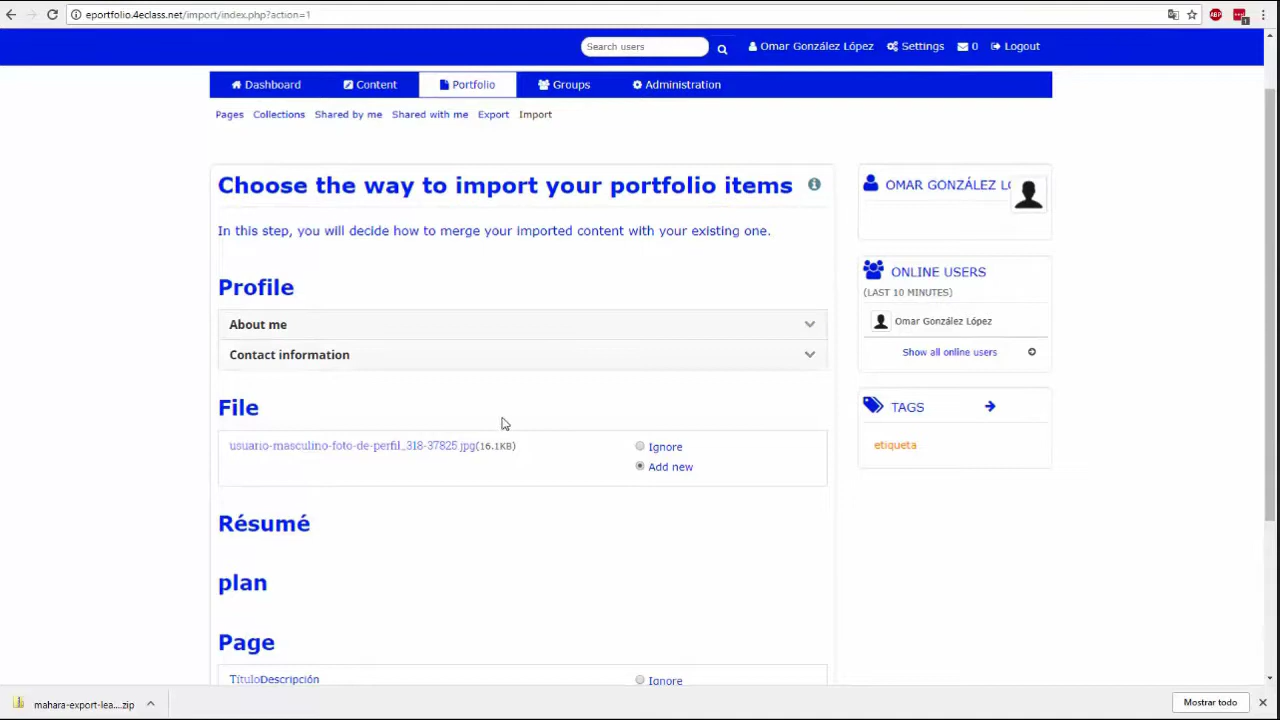 eportfolio.4eclass.net/import/index.php?action=1
ABP
1
Search users
Omar González López
Settings
0
Logout
Dashboard
Content
Portfolio
Groups
Administration
Pages
Collections
Shared by me
Shared with me
Export
Import
Choose the way to import your portfolio items
In this step, you will decide how to merge your imported content with your existing one.
Profile
About me
Contact information
File
usuario-masculino-foto-de-perfil_318-37825.jpg(16.1KB)
Ignore
Add new
Résumé
plan
Page
TítuloDescripción
Ignore
OMAR GONZÁLEZ LÓ
ONLINE USERS
(LAST 10 MINUTES)
Omar González López
Show all online users
TAGS
etiqueta
mahara-export-lea....zip
Mostrar todo